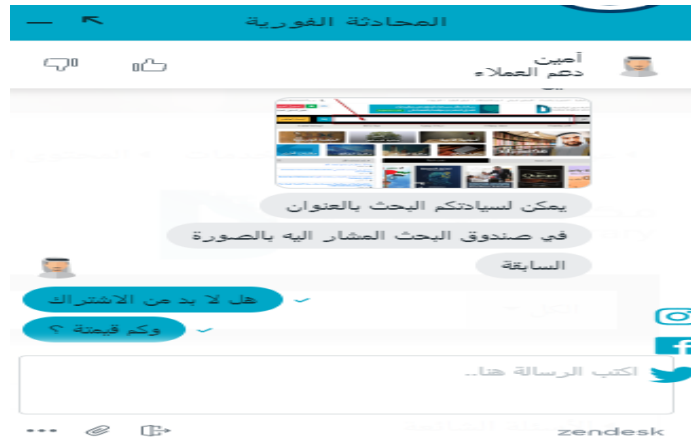 المحادثة الفورية
أمين
دعم العملاء
يمكن لسيادتكم البحث بالعنوان
في صندوق البحث المشار اليه بالصورة
السابقة
هل لا بد من الاشتراك
وكم قيمتة ؟
اكتب الرسالة هنا..
zendesk